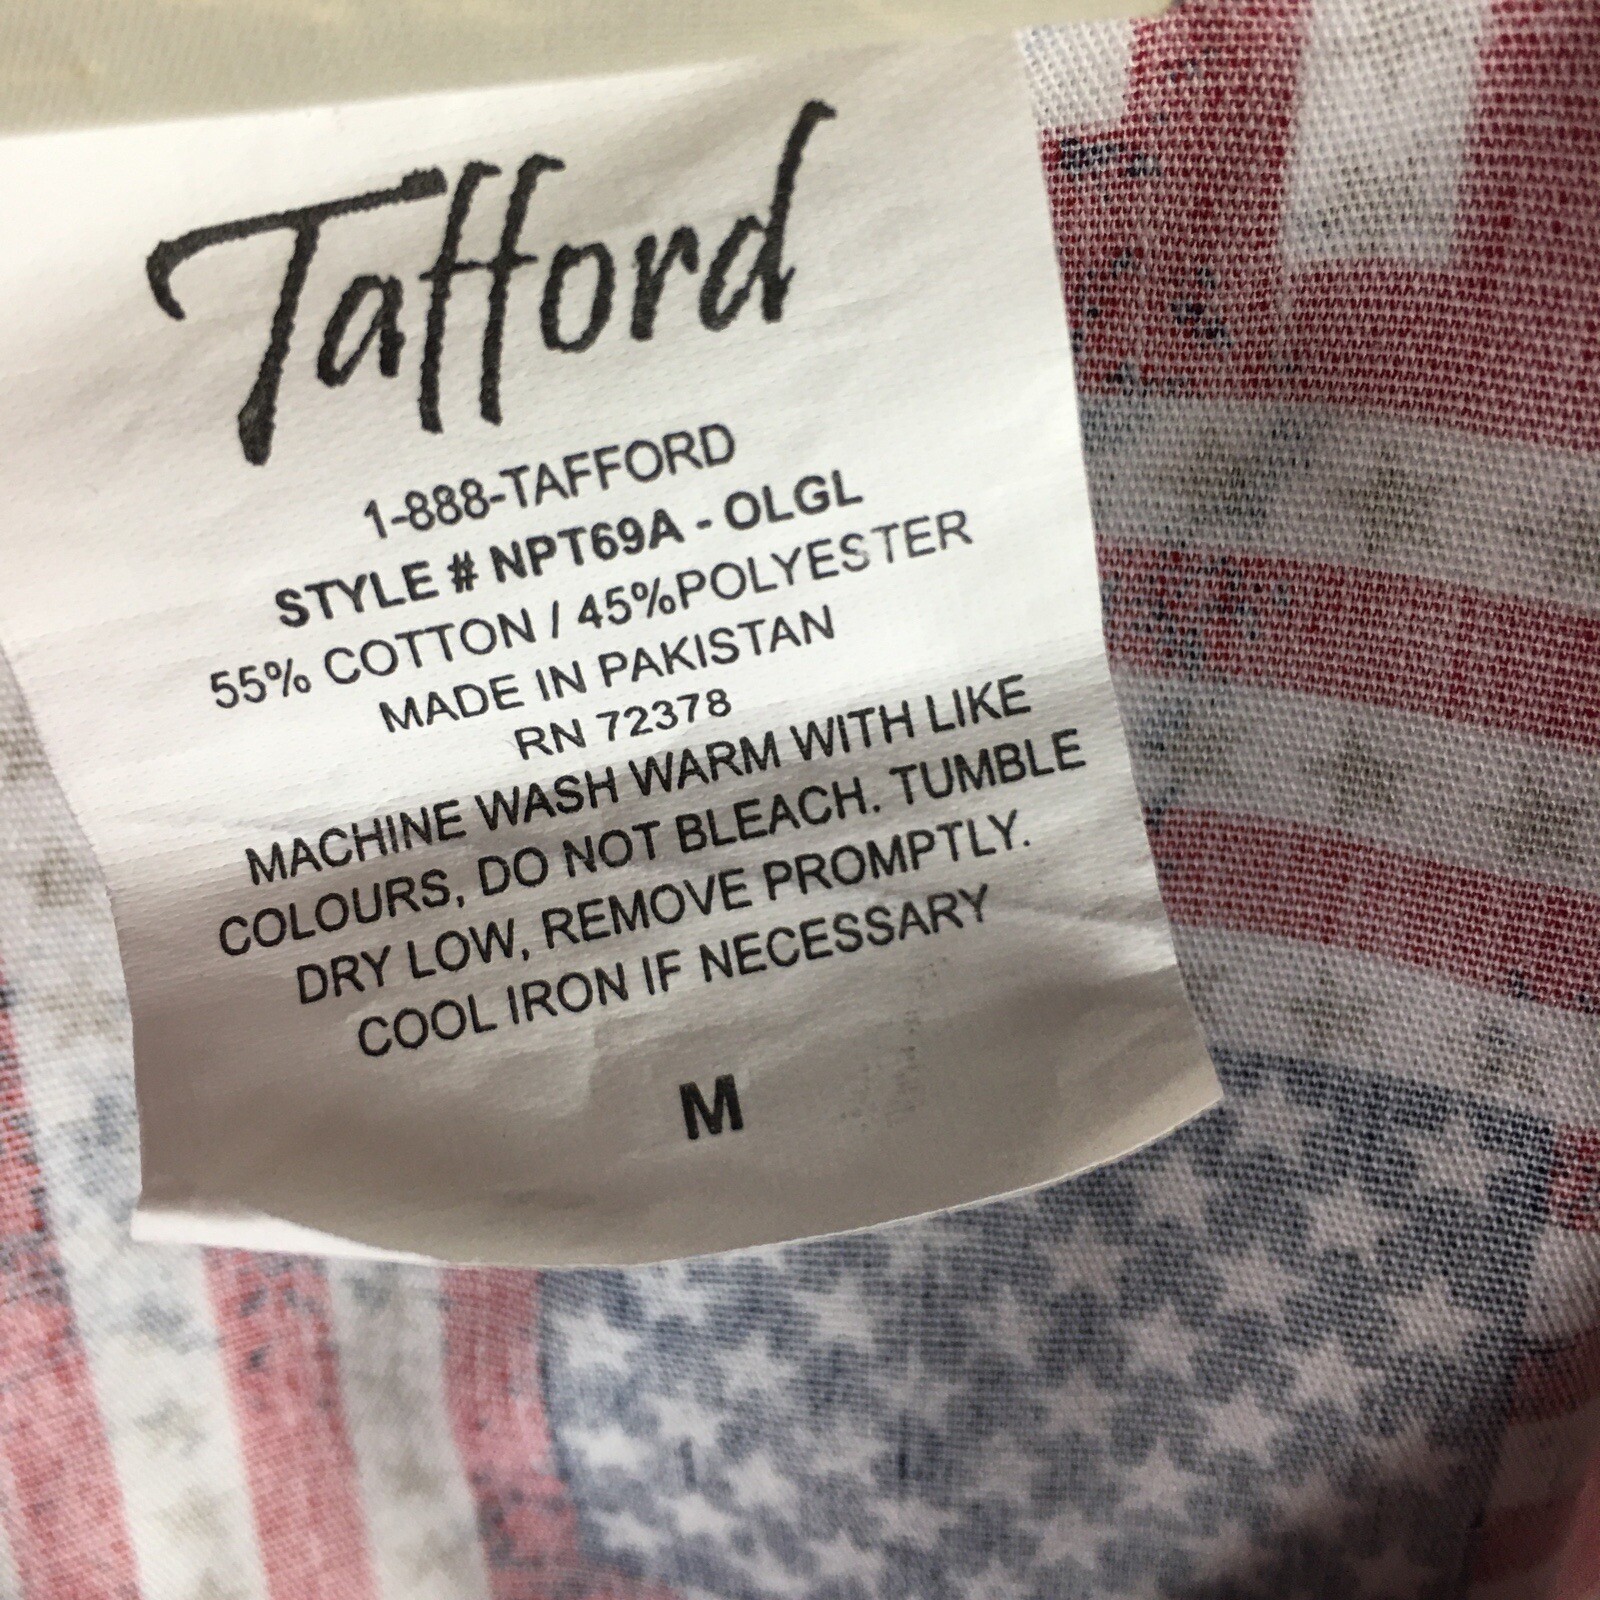 Tafford
1-888-TAFFORD
STYLE # NPT69A - OLGL
55% COTTON / 45%POLYESTER
MADE IN PAKISTAN
RN 72378
MACHINE WASH WARM WITH LIKE
COLOURS, DO NOT BLEACH. TUMBLE
DRY LOW, REMOVE PROMPTLY.
COOL IRON IF NECESSARY
M